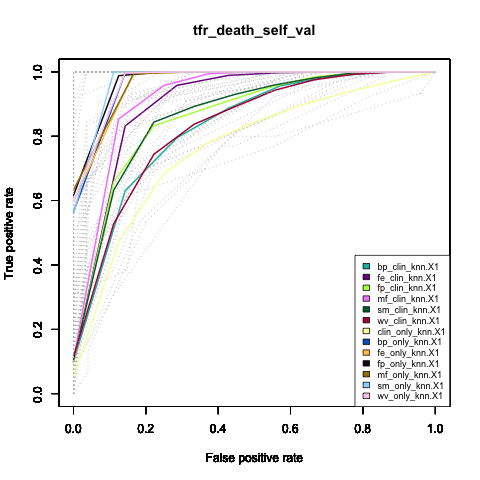 tfr_death_self_val
True positive rate
1.0
0.8
0.6
0.4
0.2
0.0
bp_clin_knn.X1
fe_clin_knn.X1
fp_clin_knn.X1
mf_clin_knn.X1
sm_clin_knn.X1
wv_clin_knn.X1
clin_only_knn.X1
bp_only_knn.X1
fe_only_knn.X1
fp_only_knn.X1
mf_only_knn.X1
sm_only_knn.X1
wv_only_knn.X1
0.0 0.2 0.4 0.6 0.8 1.0
False positive rate